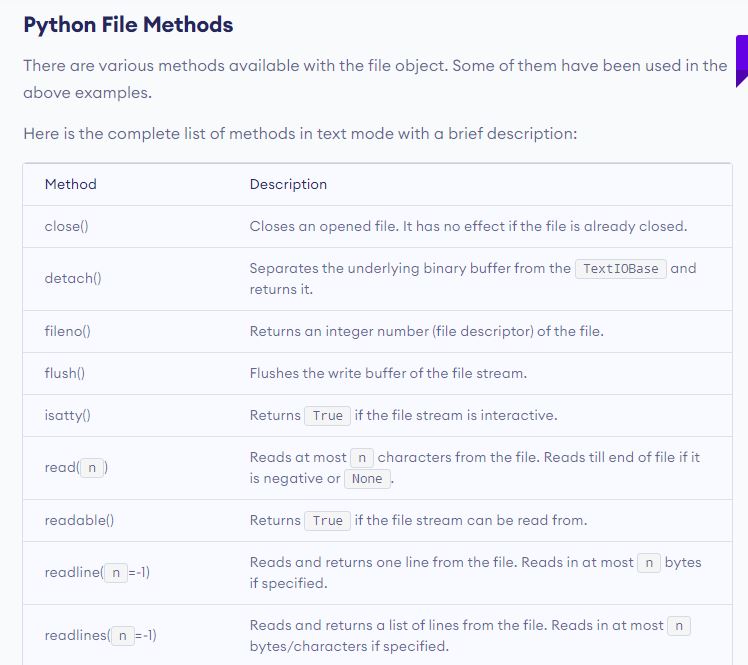 Python File Methods
There are various methods available with the file object. Some of them have been used in the
above examples.
Here is the complete list of methods in text mode with a brief description:
Method Description
close() Closes an opened file. It has no effect if the file is already closed.
detach() Separates the underlying binary buffer from the TextIOBase and
returns it.
fileno() Returns an integer number (file descriptor) of the file.
flush() Flushes the write buffer of the file stream.
isatty() Returns True if the file stream is interactive.
read(n) Reads at most n characters from the file. Reads till end of file if it
is negative or None.
readable() Returns True if the file stream can be read from.
readline(n=-1) Reads and returns one line from the file. Reads in at most n bytes
if specified.
readlines(n=-1) Reads and returns a list of lines from the file. Reads in at most n
bytes/characters if specified.